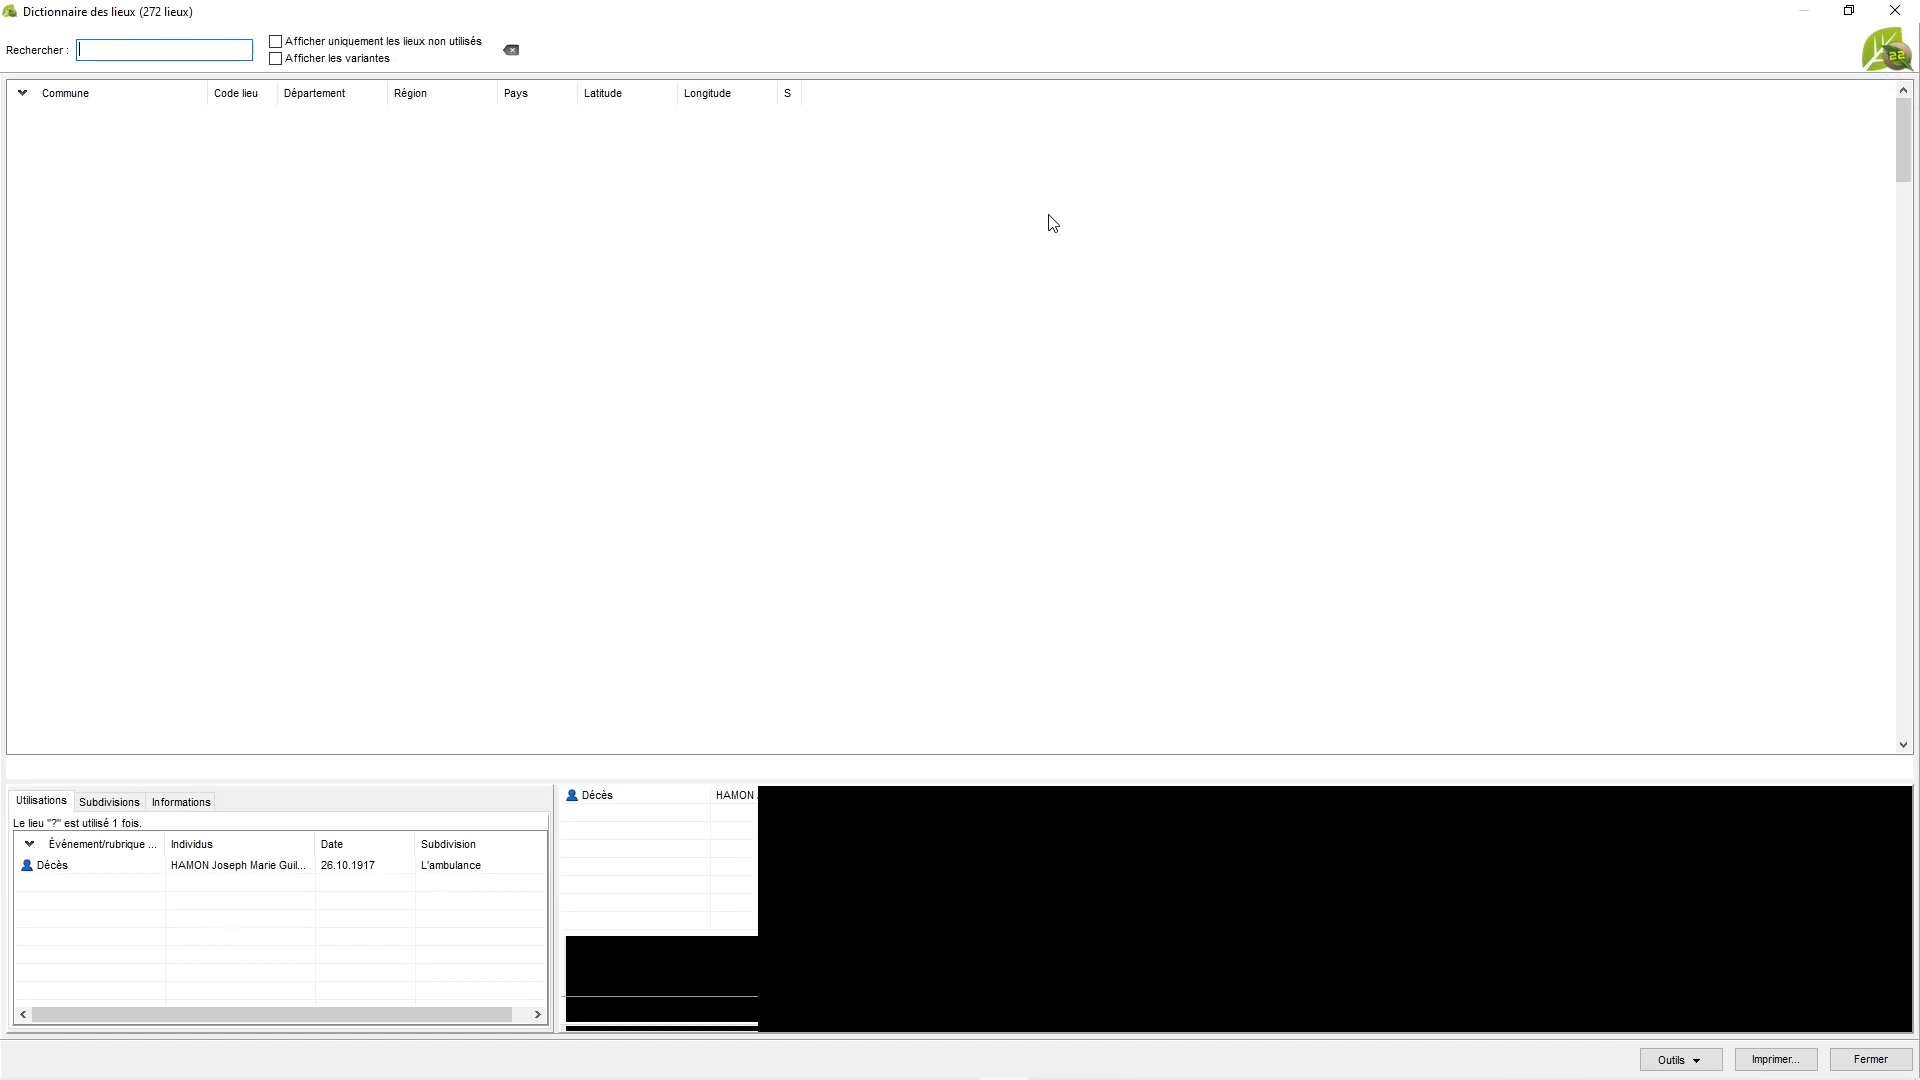 Dictionnaire des lieux (272 lieux)
Rechercher :
Afficher uniquement les lieux non utilisés
Afficher les variantes
22
Commune Code lieu Département Région Pays Latitude Longitude S
Utilisations Subdivisions Informations
Le lieu "?" est utilisé 1 fois.
Événement/rubrique ... Individus Date Subdivision
Décès HAMON Joseph Marie Guil... 26.10.1917 L'ambulance
Décès HAMON
Outils Imprimer... Fermer